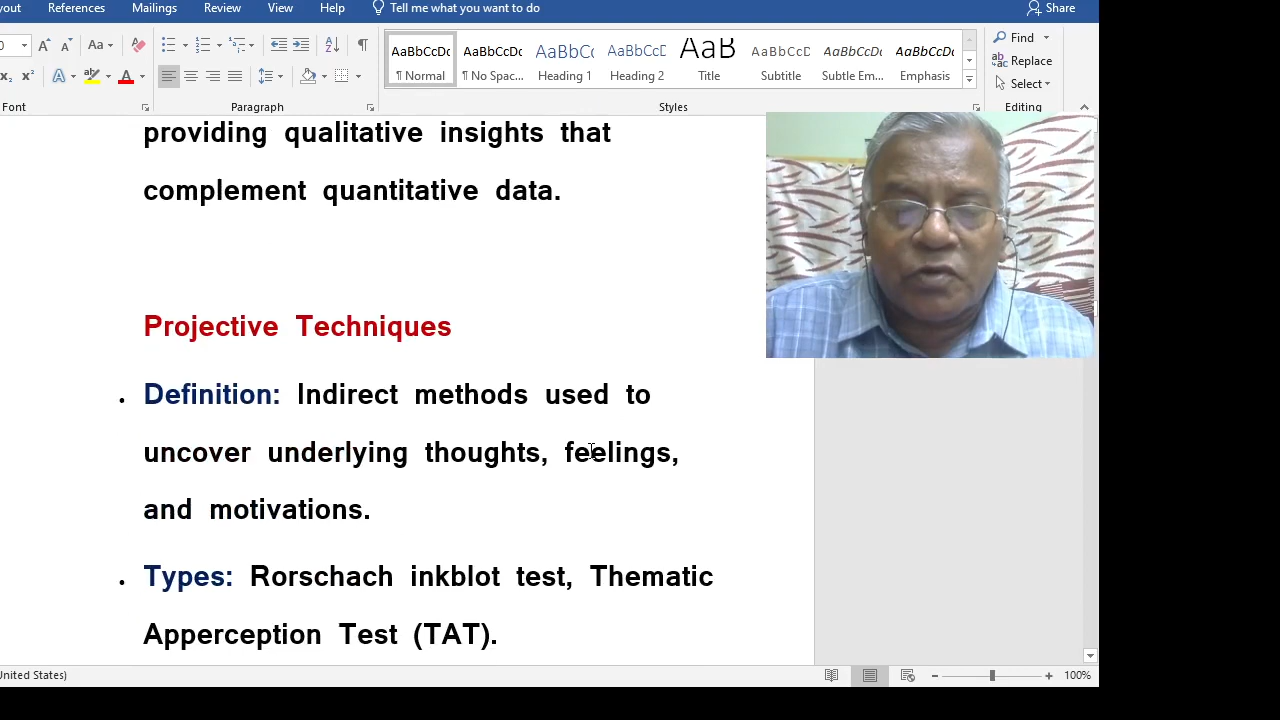 yout References Mailings Review View Help Tell me what you want to do Share
Aa
AaBbCcDc AaBbCcDc AaBbCc AaBbCcD AaB AaBbCcD AaBbCcDc AaBbCcDc
¶ Normal ¶ No Spac... Heading 1 Heading 2 Title Subtitle Subtle Em... Emphasis
Find
Replace
Select
Font Paragraph Styles Editing
providing qualitative insights that
complement quantitative data.
Projective Techniques
• Definition: Indirect methods used to
uncover underlying thoughts, feelings,
and motivations.
• Types: Rorschach inkblot test, Thematic
Apperception Test (TAT).
United States) 100%